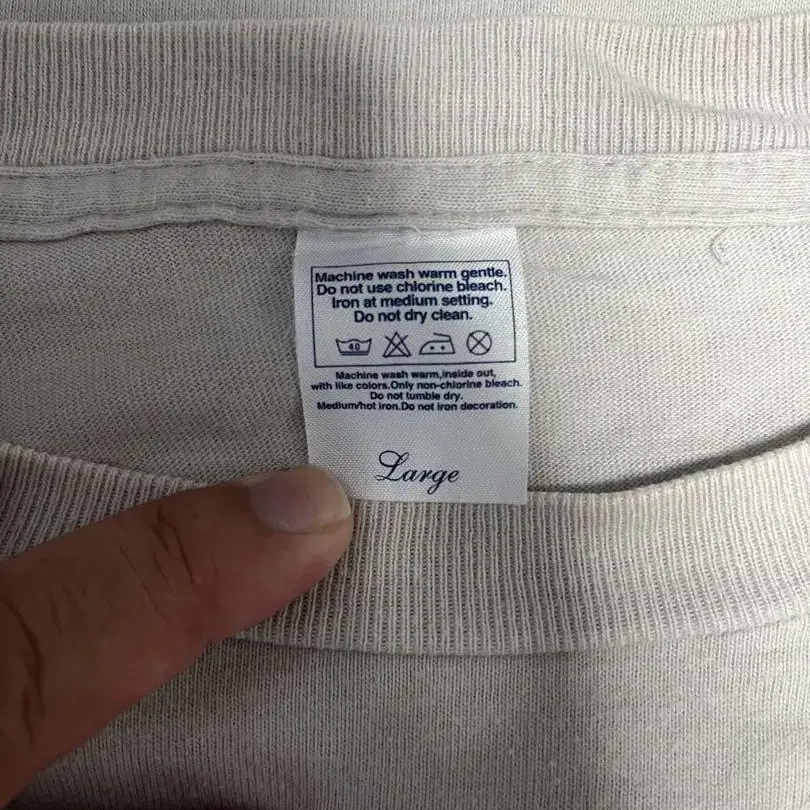 Machine wash warm gentle.
Do not use chlorine bleach.
Iron at medium setting.
Do not dry clean.
40
Machine wash warm,inside out,
with like colors.Only non-chlorine bleach.
Do not tumble dry.
Medium/hot iron.Do not iron decoration.
Large